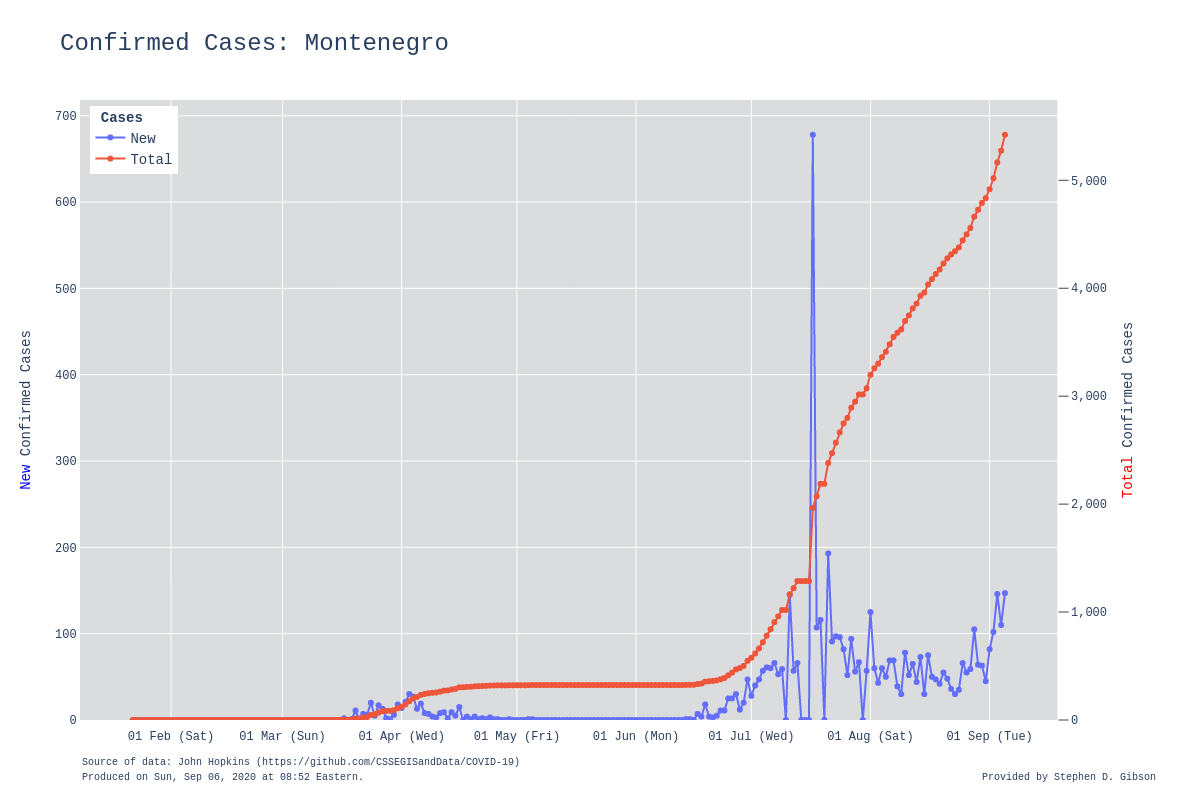 Confirmed Cases: Montenegro
Cases
New
Total
700
600
500
400
300
200
100
0
5,000
4,000
3,000
2,000
1,000
0
New Confirmed Cases
Total Confirmed Cases
01 Feb (Sat)
01 Mar (Sun)
01 Apr (Wed)
01 May (Fri)
01 Jun (Mon)
01 Jul (Wed)
01 Aug (Sat)
01 Sep (Tue)
Source of data: John Hopkins (https://github.com/CSSEGISandData/COVID-19)
Produced on Sun, Sep 06, 2020 at 08:52 Eastern.
Provided by Stephen D. Gibson